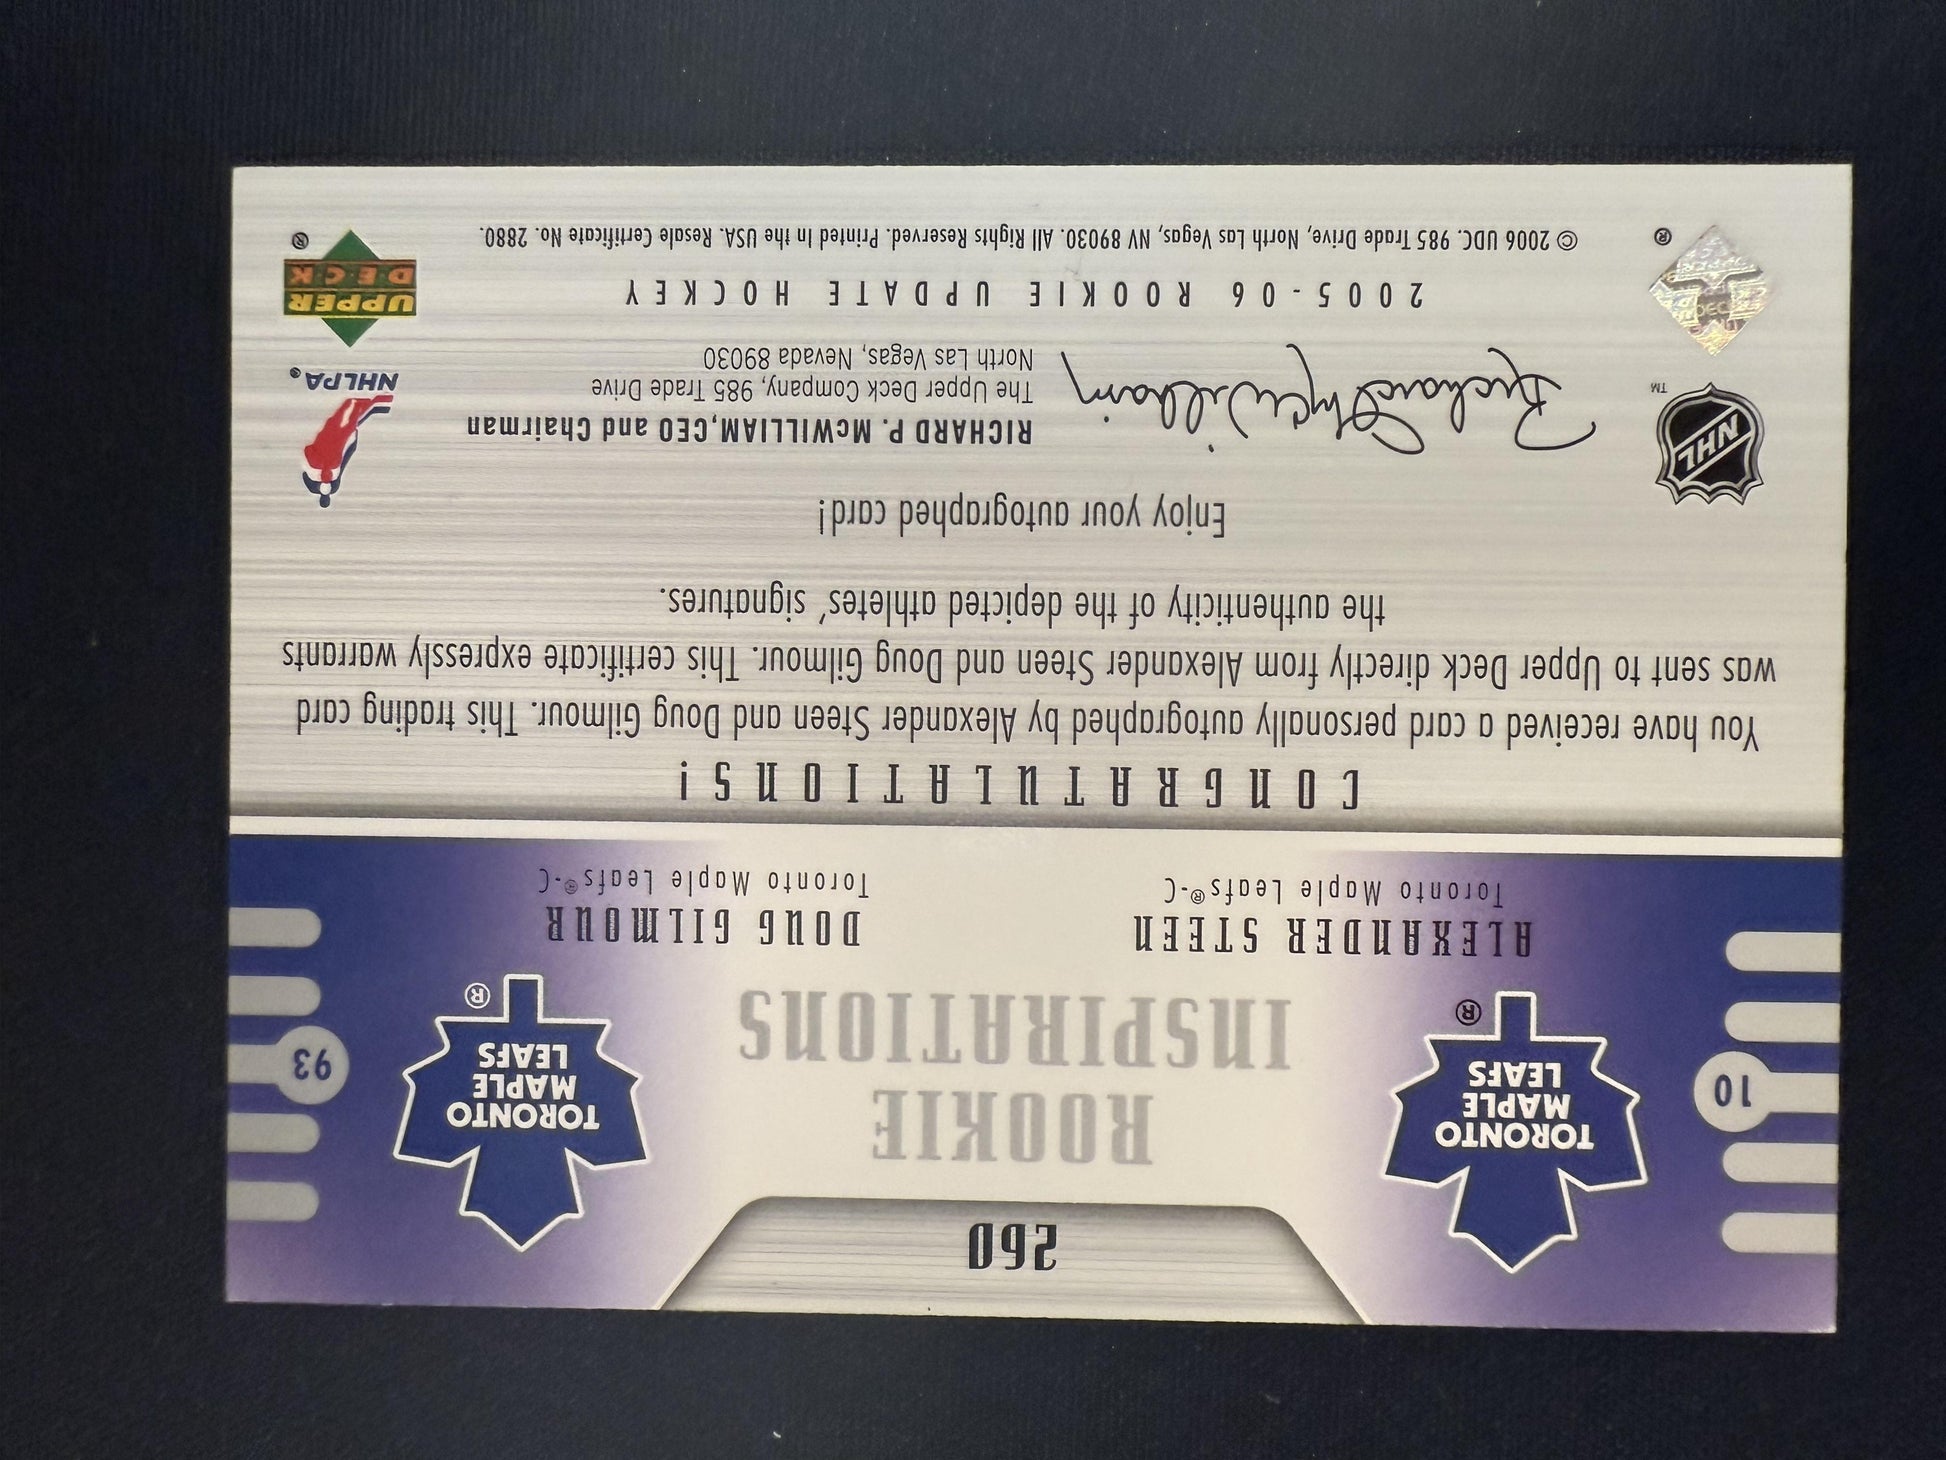 260
ROOKIE
INSPIRATIONS
10
TORONTO
MAPLE
LEAFS
®
ALEXANDER STEEN
Toronto Maple Leafs®-C
93
TORONTO
MAPLE
LEAFS
®
DOUG GILMOUR
Toronto Maple Leafs®-C
CONGRATULATIONS!
You have received a card personally autographed by Alexander Steen and Doug Gilmour. This trading card
was sent to Upper Deck directly from Alexander Steen and Doug Gilmour. This certificate expressly warrants
the authenticity of the depicted athletes' signatures.
Enjoy your autographed card!
NHL
™
Richard P. McWilliam
RICHARD P. McWILLIAM,CEO and Chairman
The Upper Deck Company, 985 Trade Drive
North Las Vegas, Nevada 89030
NHLPA®
2005-06 ROOKIE UPDATE HOCKEY
© 2006 UDC. 985 Trade Drive, North Las Vegas, NV 89030. All Rights Reserved. Printed In the USA. Resale Certificate No. 2880.
®
UPPER
DECK
®